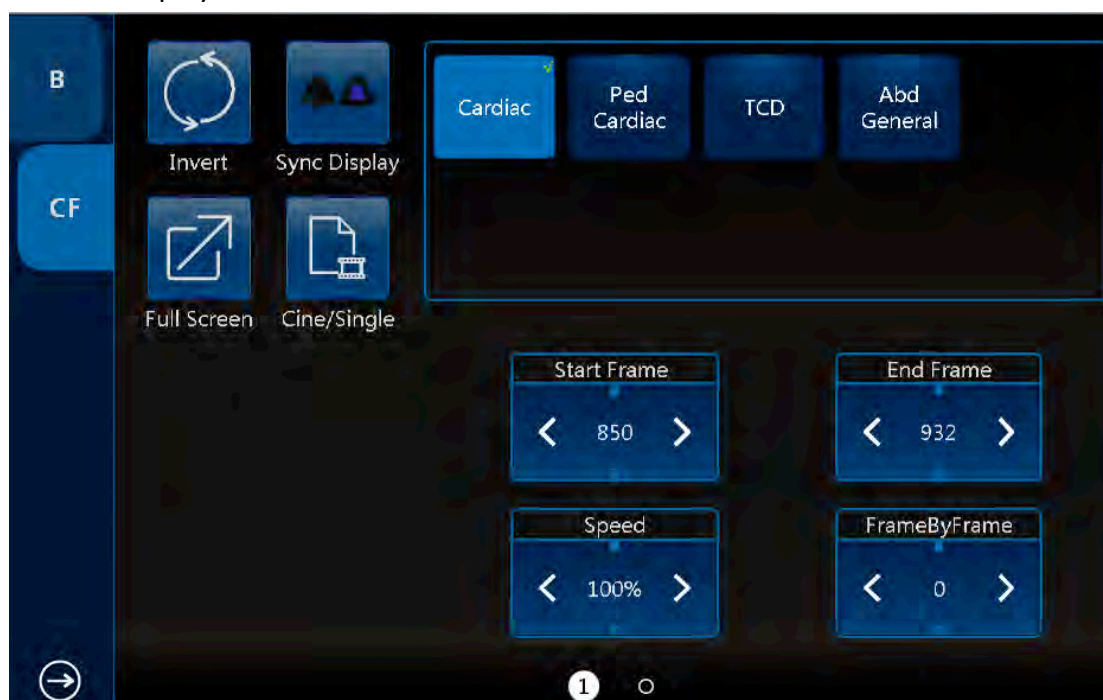 B
CF
Invert
Sync Display
Full Screen
Cine/Single
Cardiac
Ped
Cardiac
TCD
Abd
General
Start Frame
850
End Frame
932
Speed
100%
FrameByFrame
0
1